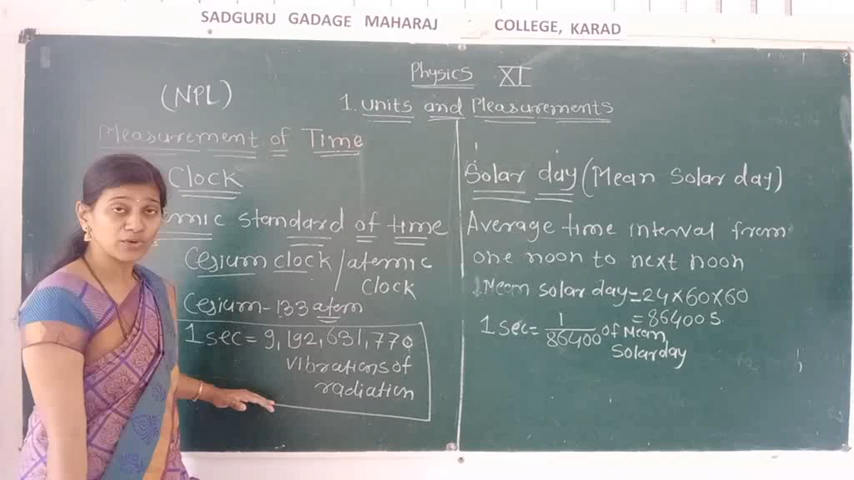 SADGURU GADAGE MAHARAJ COLLEGE, KARAD
Physics XI
1. Units and Measurements
(NPL)
Measurement of Time
Clock
omic standard of time
Cesium clock/atomic
Clock
Cesium-133 atom
1 sec = 9,192,631,770
vibrations of
radiation
Solar day (Mean Solar day)
Average time interval from
one noon to next noon
1 Mean solar day = 24×60×60
= 86400 s.
1 sec = 1/86400 of Mean
Solar day